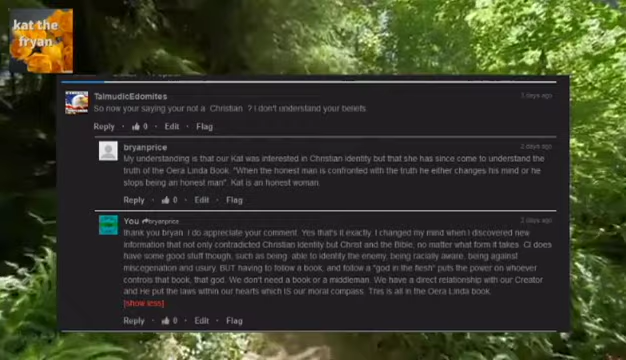 kat the
fryan
TalmudicEdomites
3 days ago
So now your saying your not a Christian ? I don't understand your beliefs.
Reply · 0 · Edit · Flag
bryanprice
2 days ago
My understanding is that our Kat was interested in Christian Identity but that she has since come to understand the
truth of the Oera Linda Book. "When the honest man is confronted with the truth he either changes his mind or he
stops being an honest man". Kat is an honest woman.
Reply · 0 · Edit · Flag
You bryanprice
2 days ago
thank you bryan. I do appreciate your comment. Yes that's it exactly. I changed my mind when I discovered new
information that not only contradicted Christian Identity but Christ and the Bible, no matter what form it takes. CI does
have some good stuff though, such as being able to identify the enemy, being racially aware, being against
miscegenation and usury. BUT having to follow a book, and follow a "god in the flesh" puts the power on whoever
controls that book, that god. We don't need a book or a middleman. We have a direct relationship with our Creator
and He put the laws within our hearts which IS our moral compass. This is all in the Oera Linda book.
[show less]
Reply · 0 · Edit · Flag